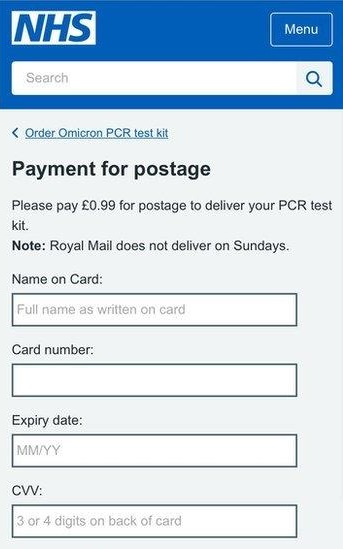 NHS
Menu
Search
Order Omicron PCR test kit
Payment for postage
Please pay £0.99 for postage to deliver your PCR test
kit.
Note: Royal Mail does not deliver on Sundays.
Name on Card:
Full name as written on card
Card number:
Expiry date:
MM/YY
CVV:
3 or 4 digits on back of card